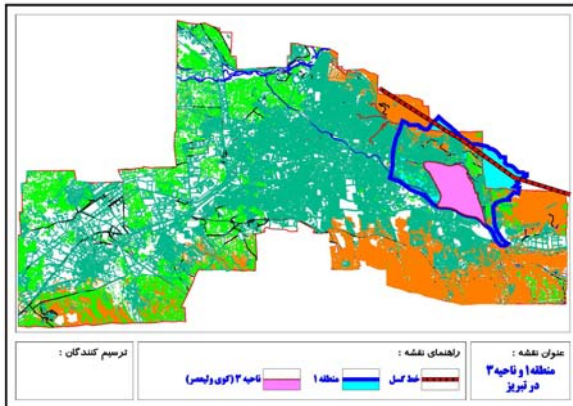 عنوان نقشه :
منطقه ۱ و ناحیه ۳
در تبریز
راهنمای نقشه :
خط گسل
منطقه ۱
ناحیه ۳ (کوی ولیعصر)
ترسیم کنندگان :